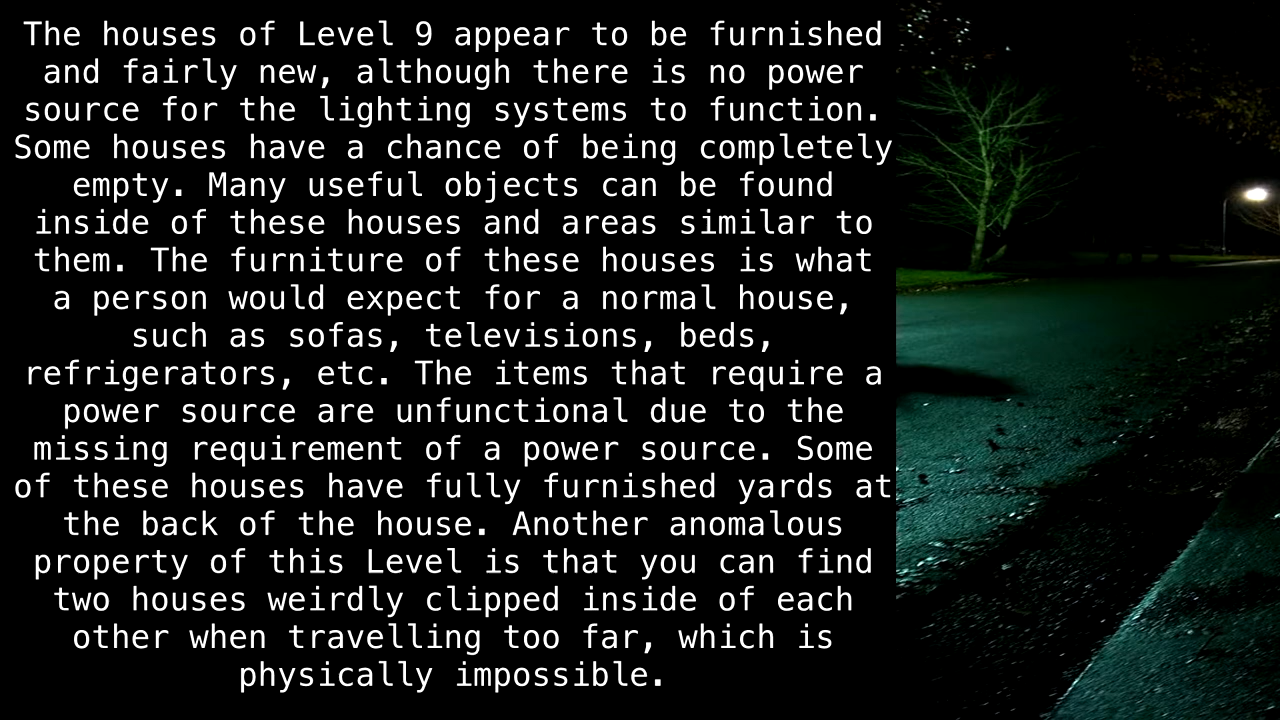 The houses of Level 9 appear to be furnished
and fairly new, although there is no power
source for the lighting systems to function.
Some houses have a chance of being completely
empty. Many useful objects can be found
inside of these houses and areas similar to
them. The furniture of these houses is what
a person would expect for a normal house,
such as sofas, televisions, beds,
refrigerators, etc. The items that require a
power source are unfunctional due to the
missing requirement of a power source. Some
of these houses have fully furnished yards at
the back of the house. Another anomalous
property of this Level is that you can find
two houses weirdly clipped inside of each
other when travelling too far, which is
physically impossible.